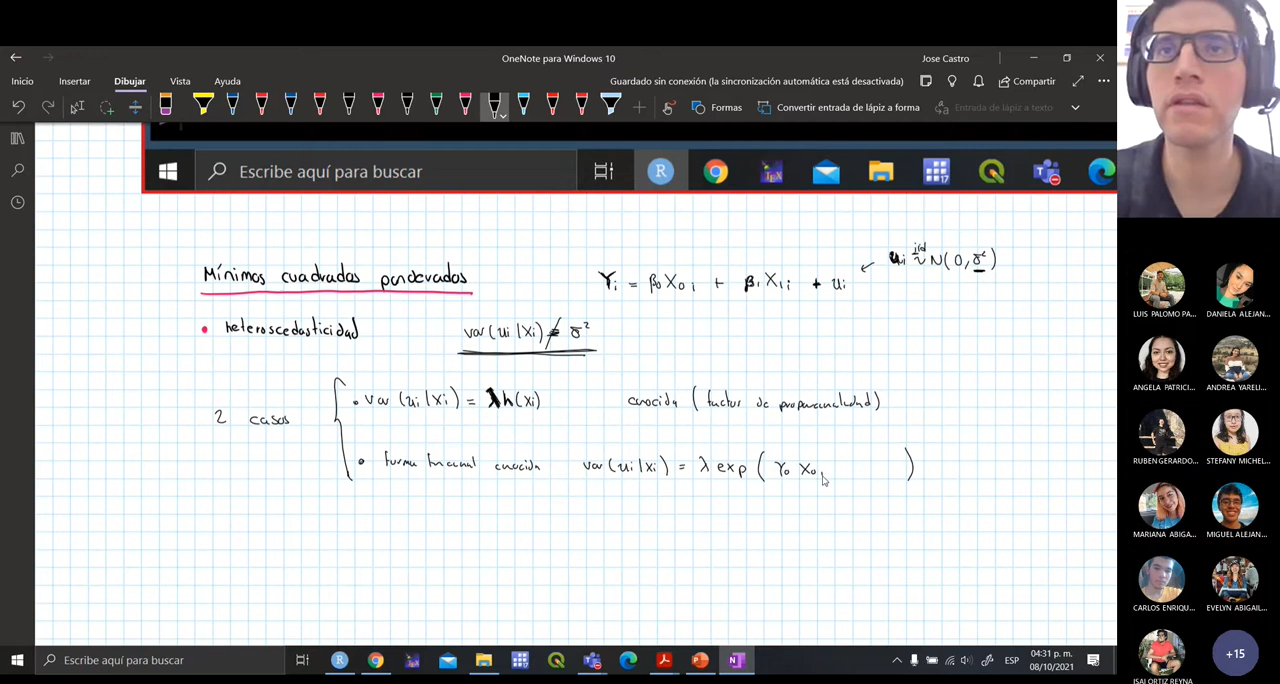 OneNote para Windows 10
Jose Castro
Inicio Insertar Dibujar Vista Ayuda
Guardado sin conexión (la sincronización automática está desactivada)
Compartir
Formas
Convertir entrada de lápiz a forma
Entrada de lápiz a texto
Escribe aquí para buscar
Mínimos cuadrados ponderados
Yi = β0 X0i + β1 X1i + ui
ui iid ~ N(0, σ²)
• heteroscedasticidad
var(ui|Xi) ≠ σ²
2 casos
• var(ui|Xi) = λh(xi)
conocida (factor de proporcionalidad)
• forma funcional conocida var(ui|xi) = λ exp( γ0 X0 )
LUIS PALOMO PA...
DANIELA ALEJAN...
ANGELA PATRICI...
ANDREA YARELI...
RUBEN GERARDO...
STEFANY MICHEL...
MARIANA ABIGA...
MIGUEL ALEJAN...
CARLOS ENRIQU...
EVELYN ABIGAIL...
ISAI ORTIZ REYNA
+15
Escribe aquí para buscar
ESP
04:31 p. m.
08/10/2021